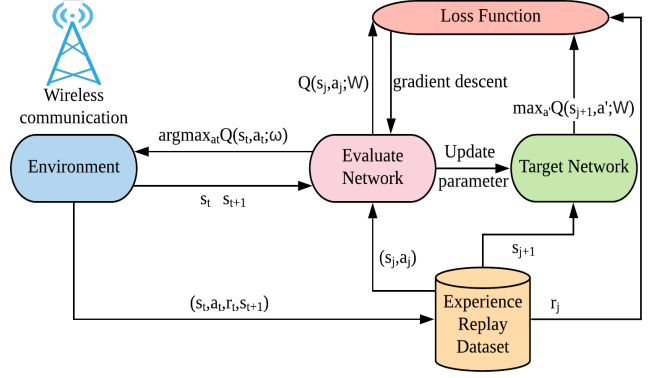 Loss Function
Q(sⱼ,aⱼ;W)
gradient descent
maxₐ'Q(sⱼ₊₁,a';W)
Wireless
communication
argmaxₐₜQ(sₜ,aₜ;ω)
Environment
Evaluate
Network
Update
parameter
Target Network
sₜ sₜ₊₁
(sⱼ,aⱼ)
sⱼ₊₁
(sₜ,aₜ,rₜ,sₜ₊₁)
Experience
Replay
Dataset
rⱼ